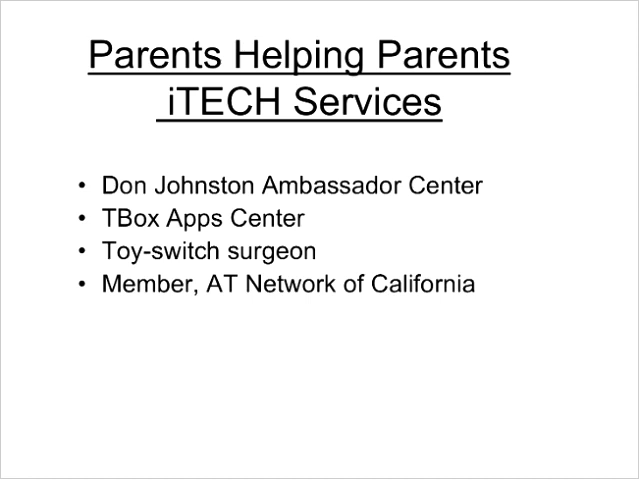 Parents Helping Parents
iTECH Services
• Don Johnston Ambassador Center
• TBox Apps Center
• Toy-switch surgeon
• Member, AT Network of California